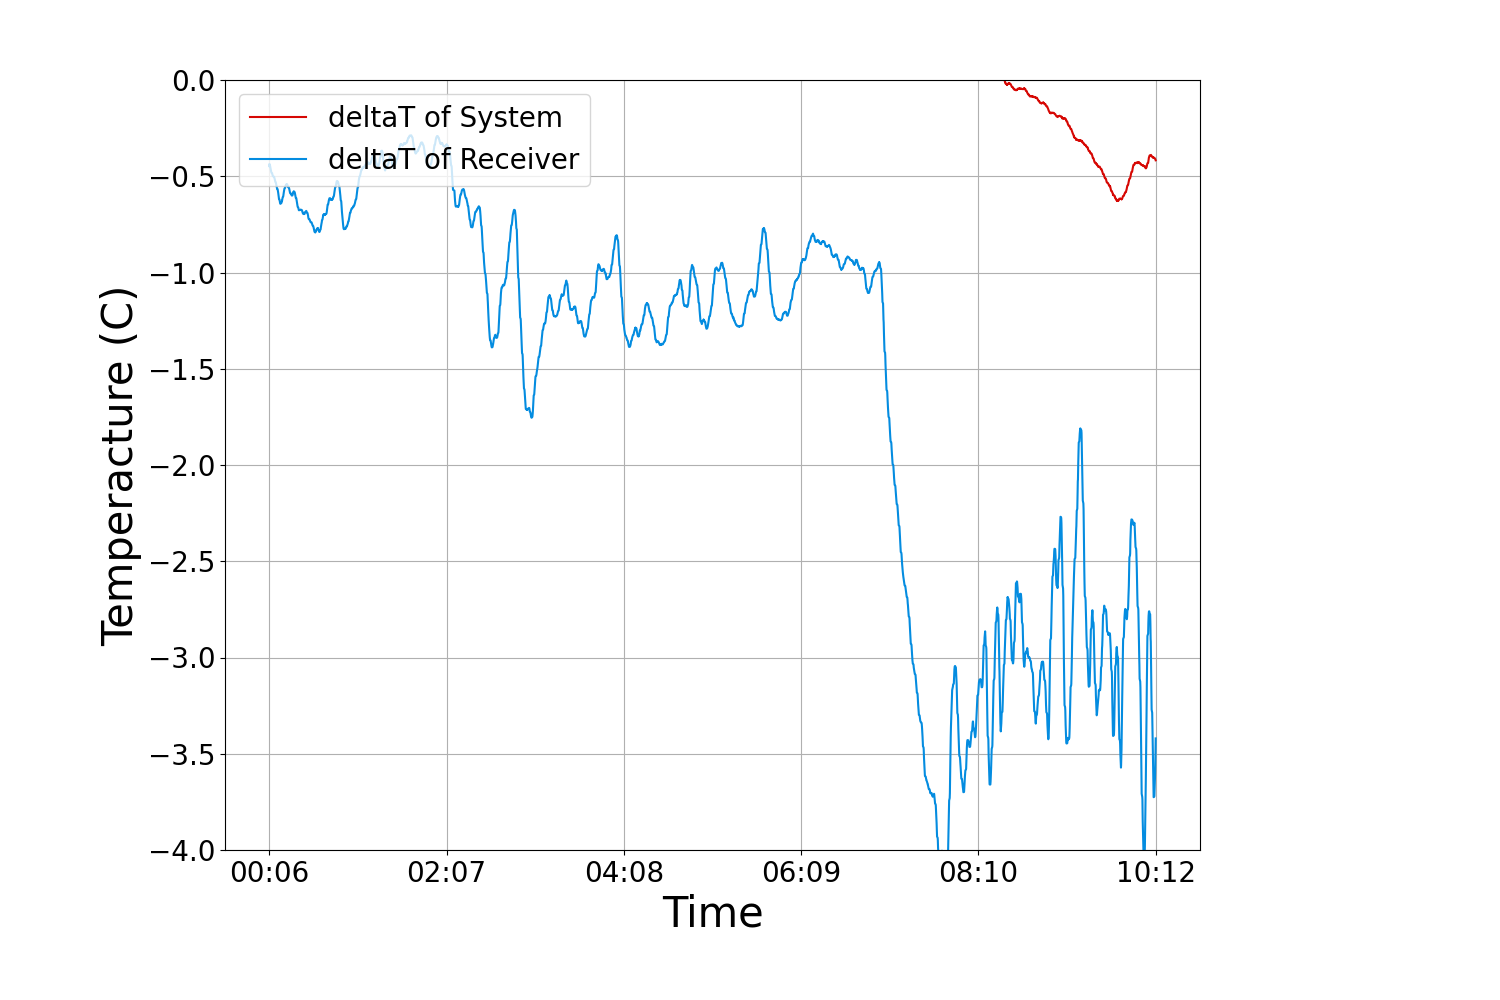 0.0
−0.5
−1.0
−1.5
−2.0
−2.5
−3.0
−3.5
−4.0
Temperacture (C)
deltaT of System
deltaT of Receiver
00:06 02:07 04:08 06:09 08:10 10:12
Time